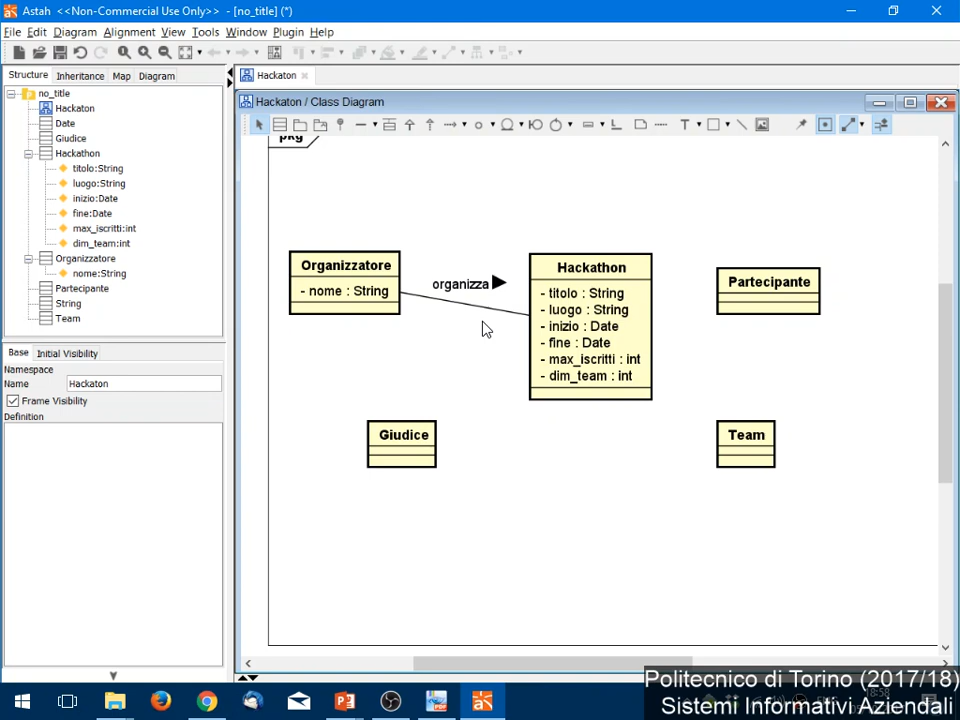 Astah <<Non-Commercial Use Only>> - [no_title] (*)
File Edit Diagram Alignment View Tools Window Plugin Help
Structure Inheritance Map Diagram
no_title
Hackaton
Date
Giudice
Hackathon
titolo:String
luogo:String
inizio:Date
fine:Date
max_iscritti:int
dim_team:int
Organizzatore
nome:String
Partecipante
String
Team
Base Initial Visibility
Namespace
Name Hackaton
Frame Visibility
Definition
Hackaton
Hackaton / Class Diagram
pkg
Organizzatore
- nome : String
organizza
Hackathon
- titolo : String
- luogo : String
- inizio : Date
- fine : Date
- max_iscritti : int
- dim_team : int
Partecipante
Giudice
Team
Politecnico di Torino (2017/18)
Sistemi Informativi Aziendali
18:58